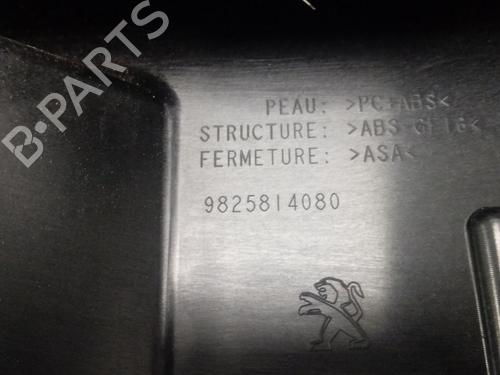 B-PARTS
PEAU: >PC+ABS<
STRUCTURE: >ABS-GF16<
FERMETURE: >ASA<
9825814080